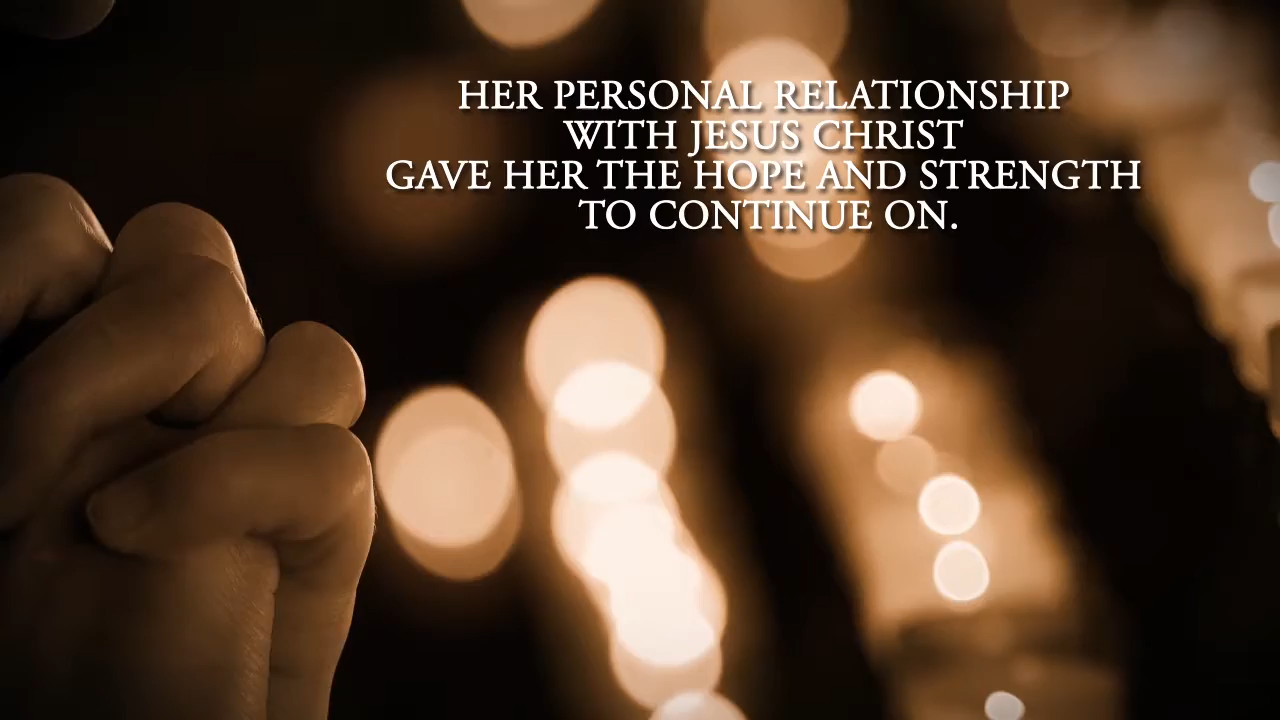 HER PERSONAL RELATIONSHIP
WITH JESUS CHRIST
GAVE HER THE HOPE AND STRENGTH
TO CONTINUE ON.